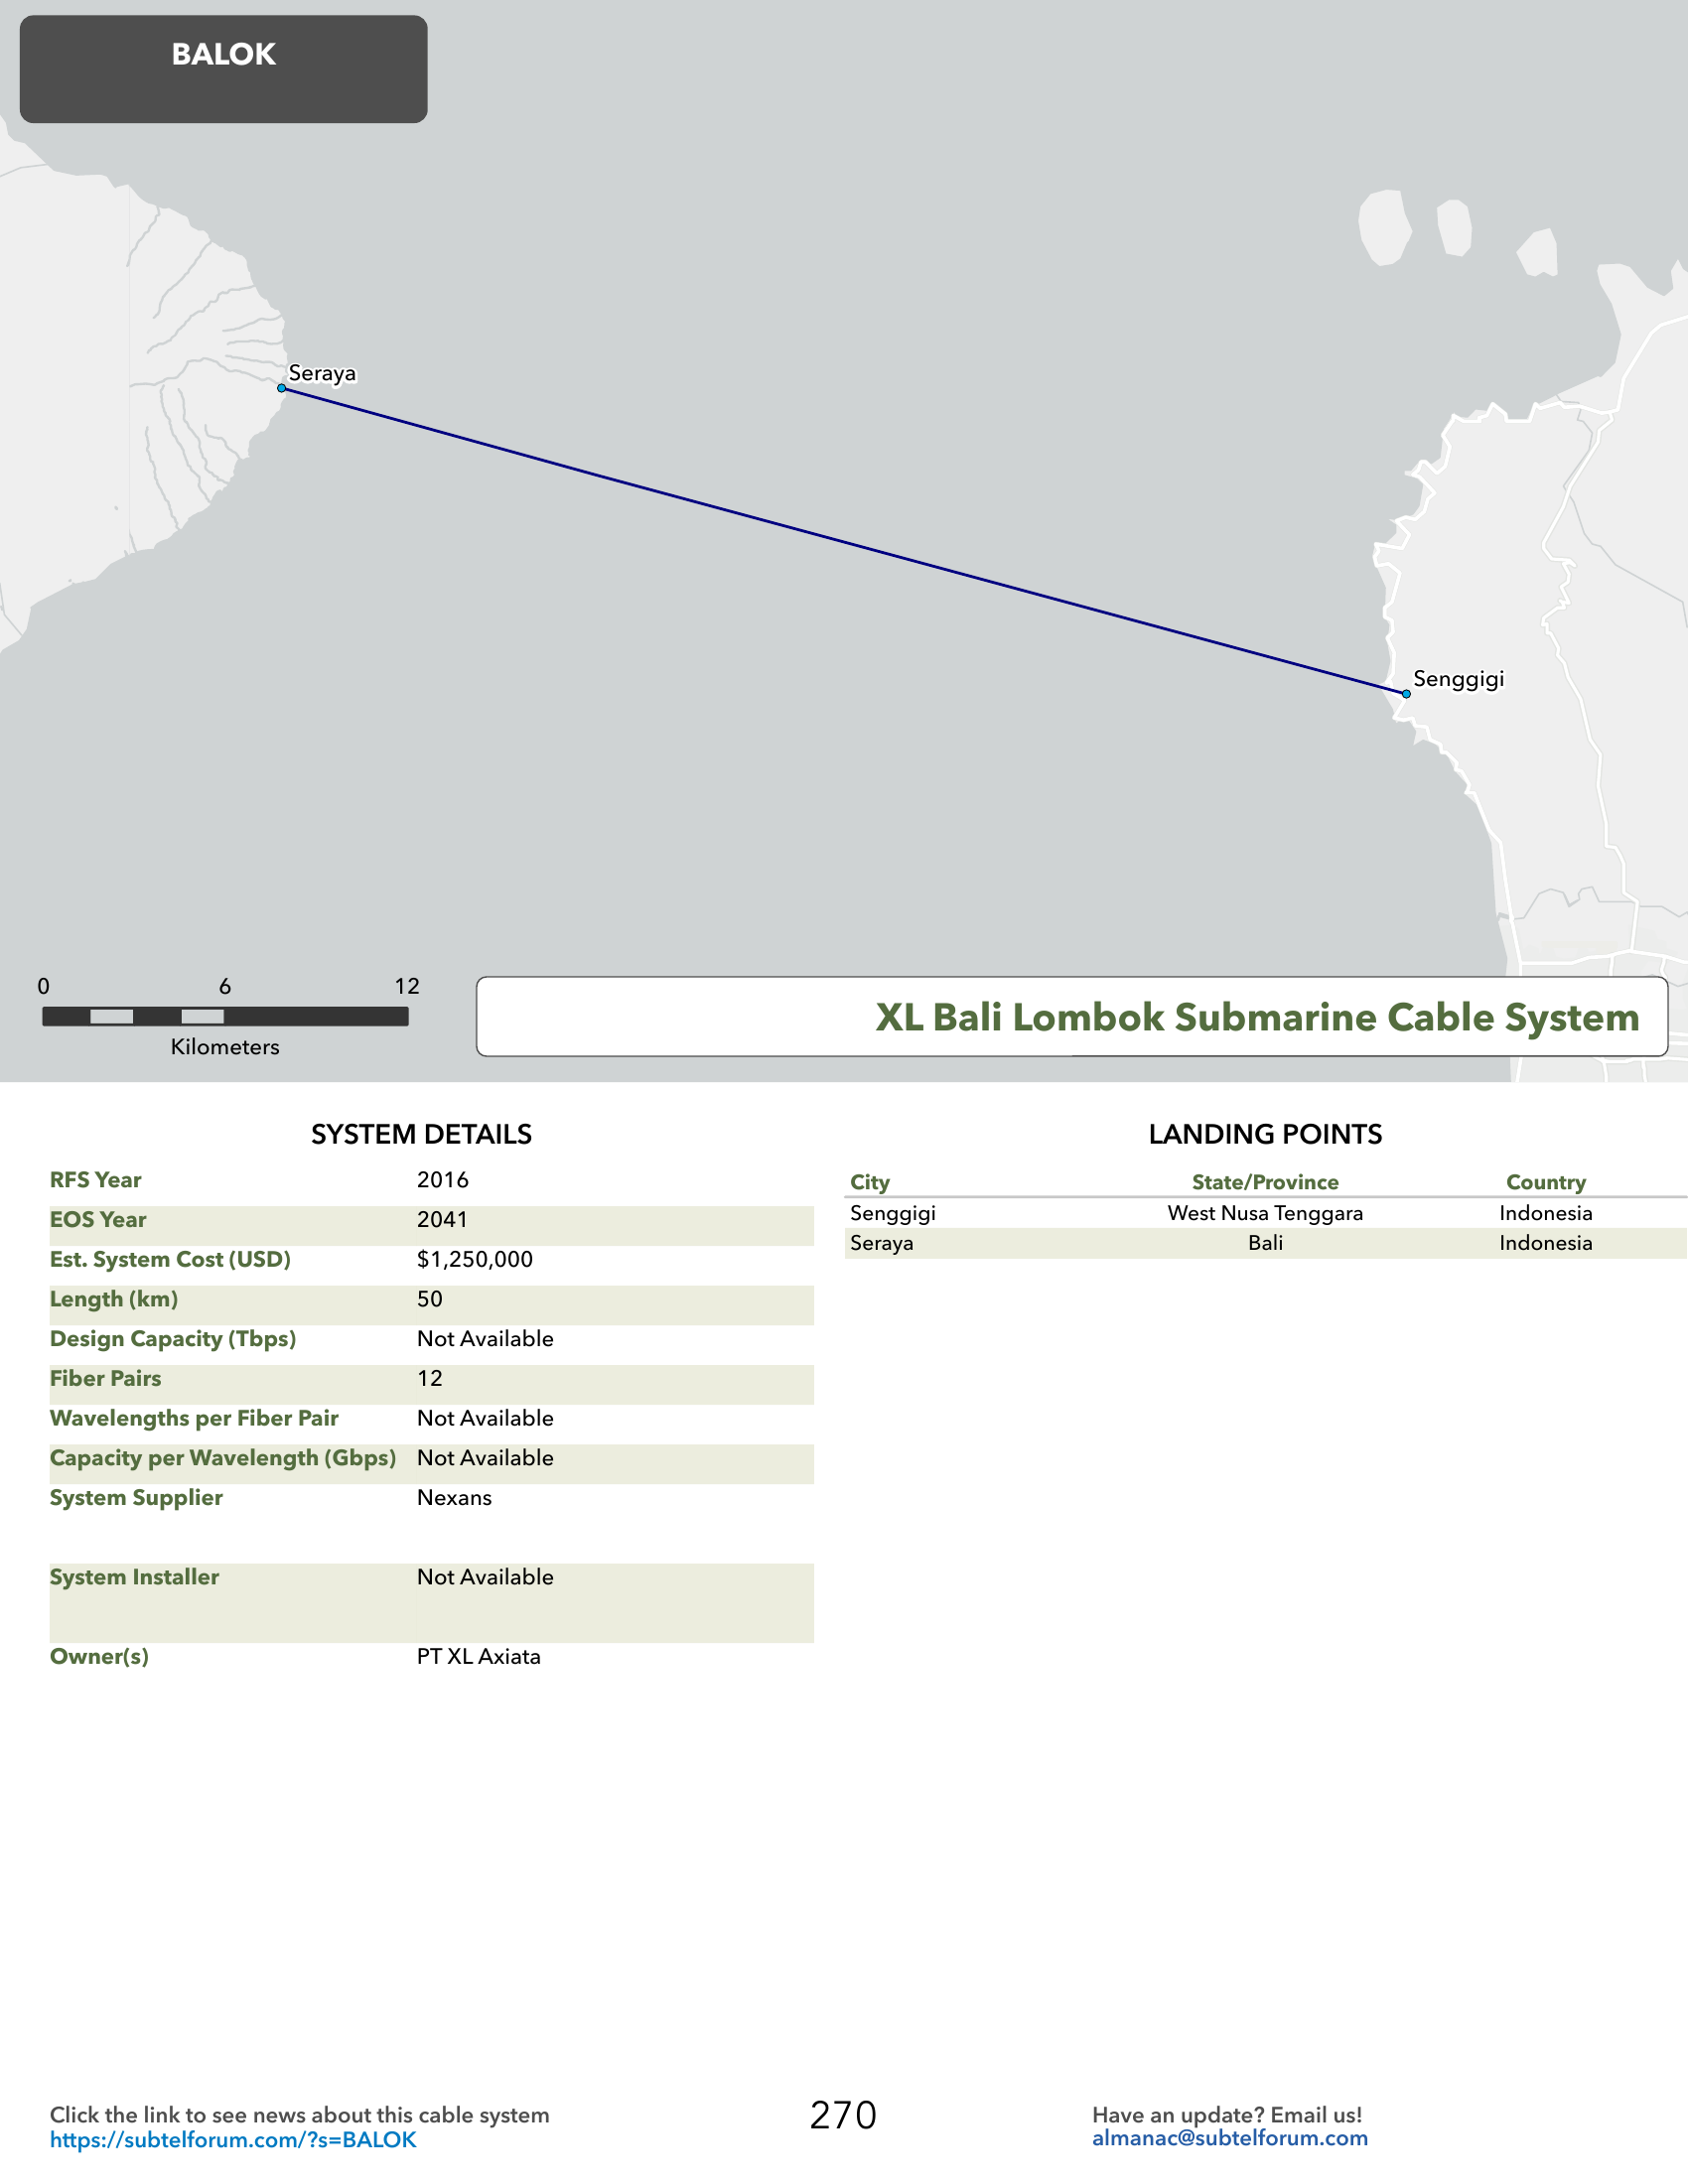 BALOK
Seraya
Senggigi
0 6 12
Kilometers
XL Bali Lombok Submarine Cable System
SYSTEM DETAILS
RFS Year 2016
EOS Year 2041
Est. System Cost (USD) $1,250,000
Length (km) 50
Design Capacity (Tbps) Not Available
Fiber Pairs 12
Wavelengths per Fiber Pair Not Available
Capacity per Wavelength (Gbps) Not Available
System Supplier Nexans
System Installer Not Available
Owner(s) PT XL Axiata
LANDING POINTS
City State/Province Country
Senggigi West Nusa Tenggara Indonesia
Seraya Bali Indonesia
Click the link to see news about this cable system
https://subtelforum.com/?s=BALOK
270
Have an update? Email us!
almanac@subtelforum.com